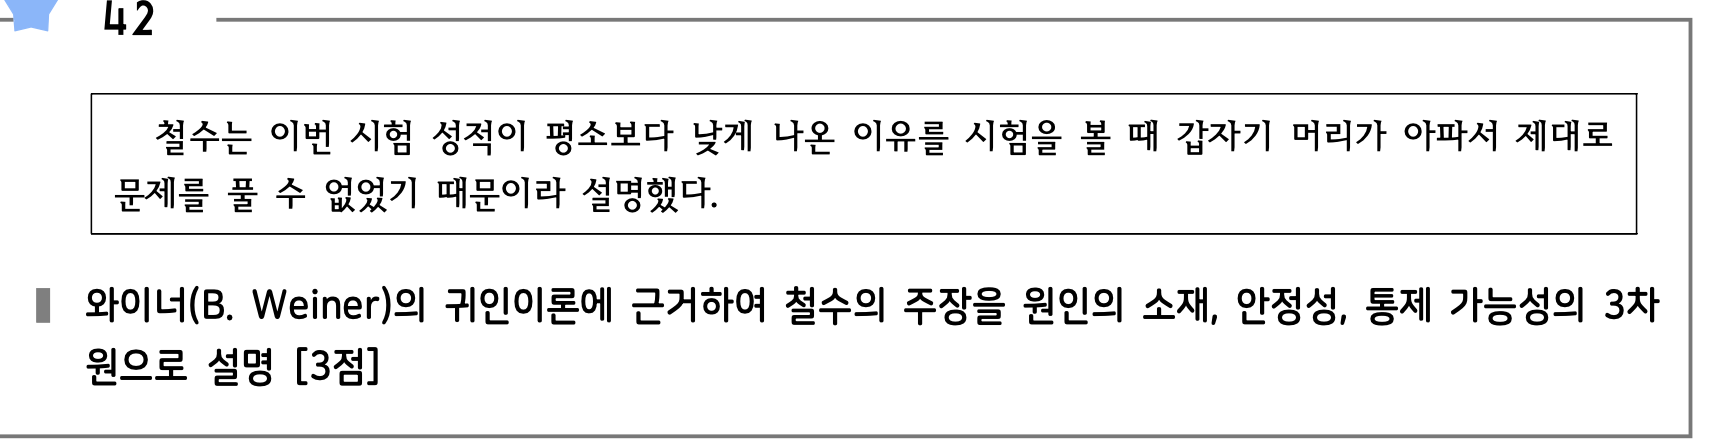 42
철수는 이번 시험 성적이 평소보다 낮게 나온 이유를 시험을 볼 때 갑자기 머리가 아파서 제대로
문제를 풀 수 없었기 때문이라 설명했다.
와이너(B. Weiner)의 귀인이론에 근거하여 철수의 주장을 원인의 소재, 안정성, 통제 가능성의 3차
원으로 설명 [3점]